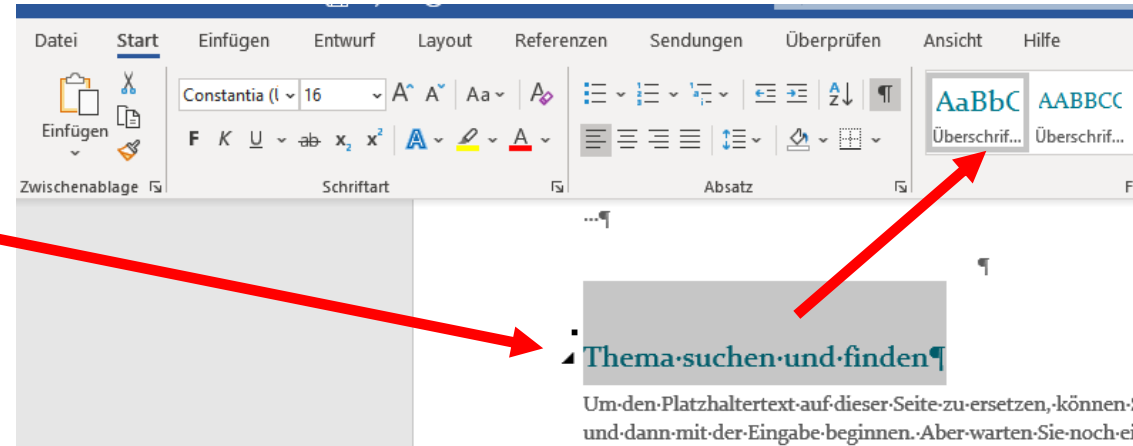 Datei Start Einfügen Entwurf Layout Referenzen Sendungen Überprüfen Ansicht Hilfe
Constantia (l 16 A^ Aˇ Aa A
AaBbC AABBCC
Einfügen
F K U ab x₂ x² A A
A Z ¶
Überschrif... Überschrif...
Zwischenablage Schriftart Absatz F
...¶
¶
Thema·suchen·und·finden¶
Um·den·Platzhaltertext·auf·dieser·Seite·zu·ersetzen,·können·
und·dann·mit·der·Eingabe·beginnen.·Aber·warten·Sie·noch·ei